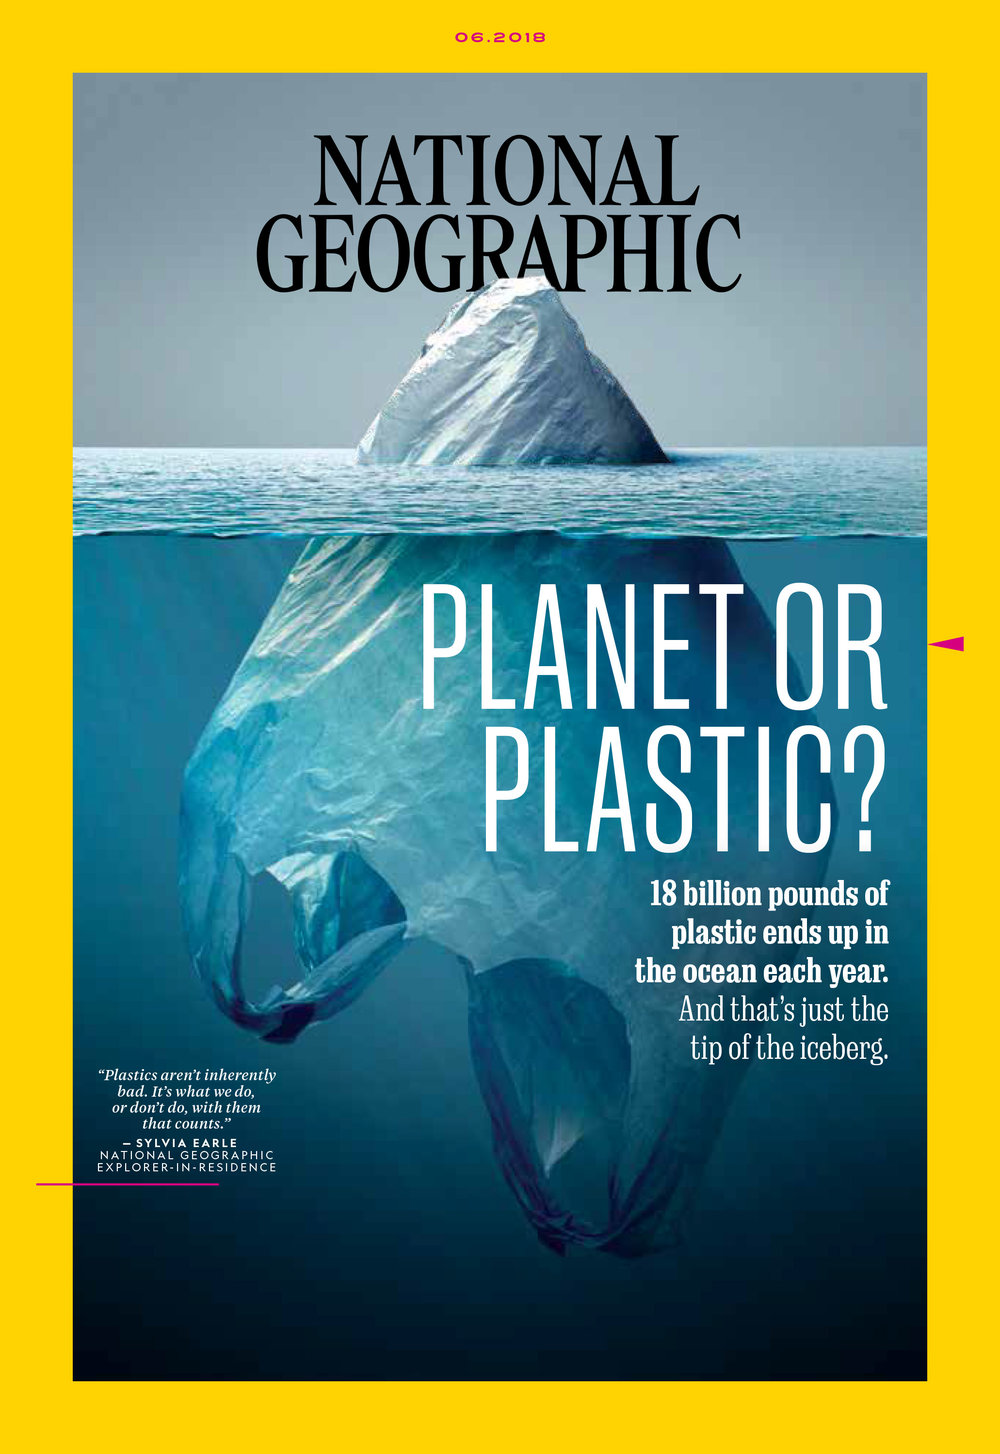 06.2018
NATIONAL
GEOGRAPHIC
PLANET OR
PLASTIC?
18 billion pounds of
plastic ends up in
the ocean each year.
And that’s just the
tip of the iceberg.
“Plastics aren’t inherently
bad. It’s what we do,
or don’t do, with them
that counts.”
– SYLVIA EARLE
NATIONAL GEOGRAPHIC
EXPLORER-IN-RESIDENCE